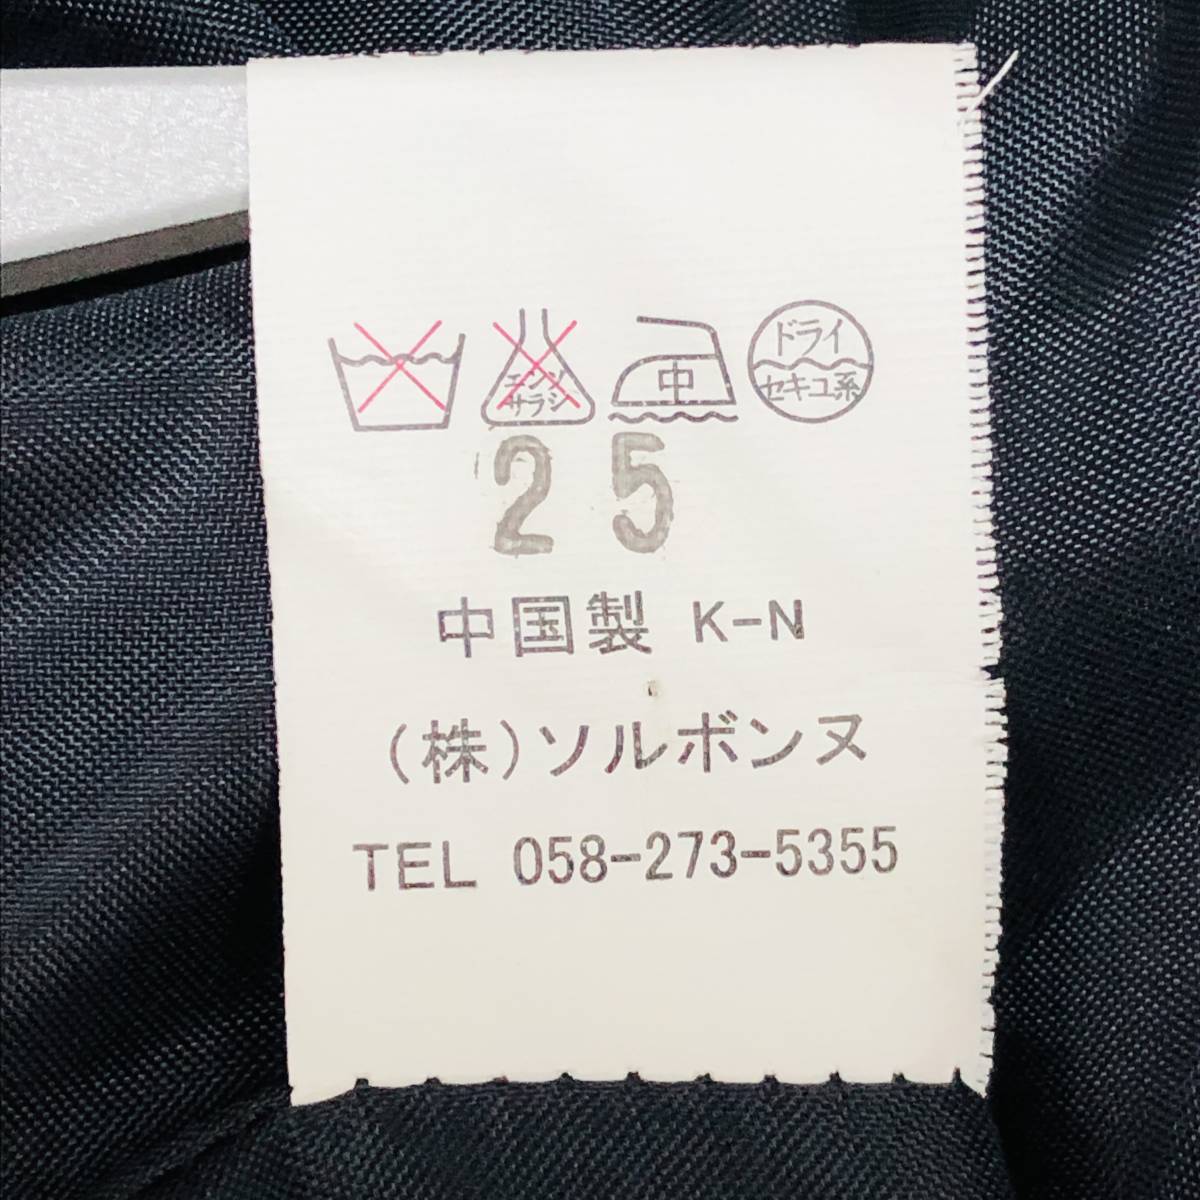 エンソ
サラシ
中
ドライ
セキユ系
25
中国製 K-N
(株)ソルボンヌ
TEL 058-273-5355